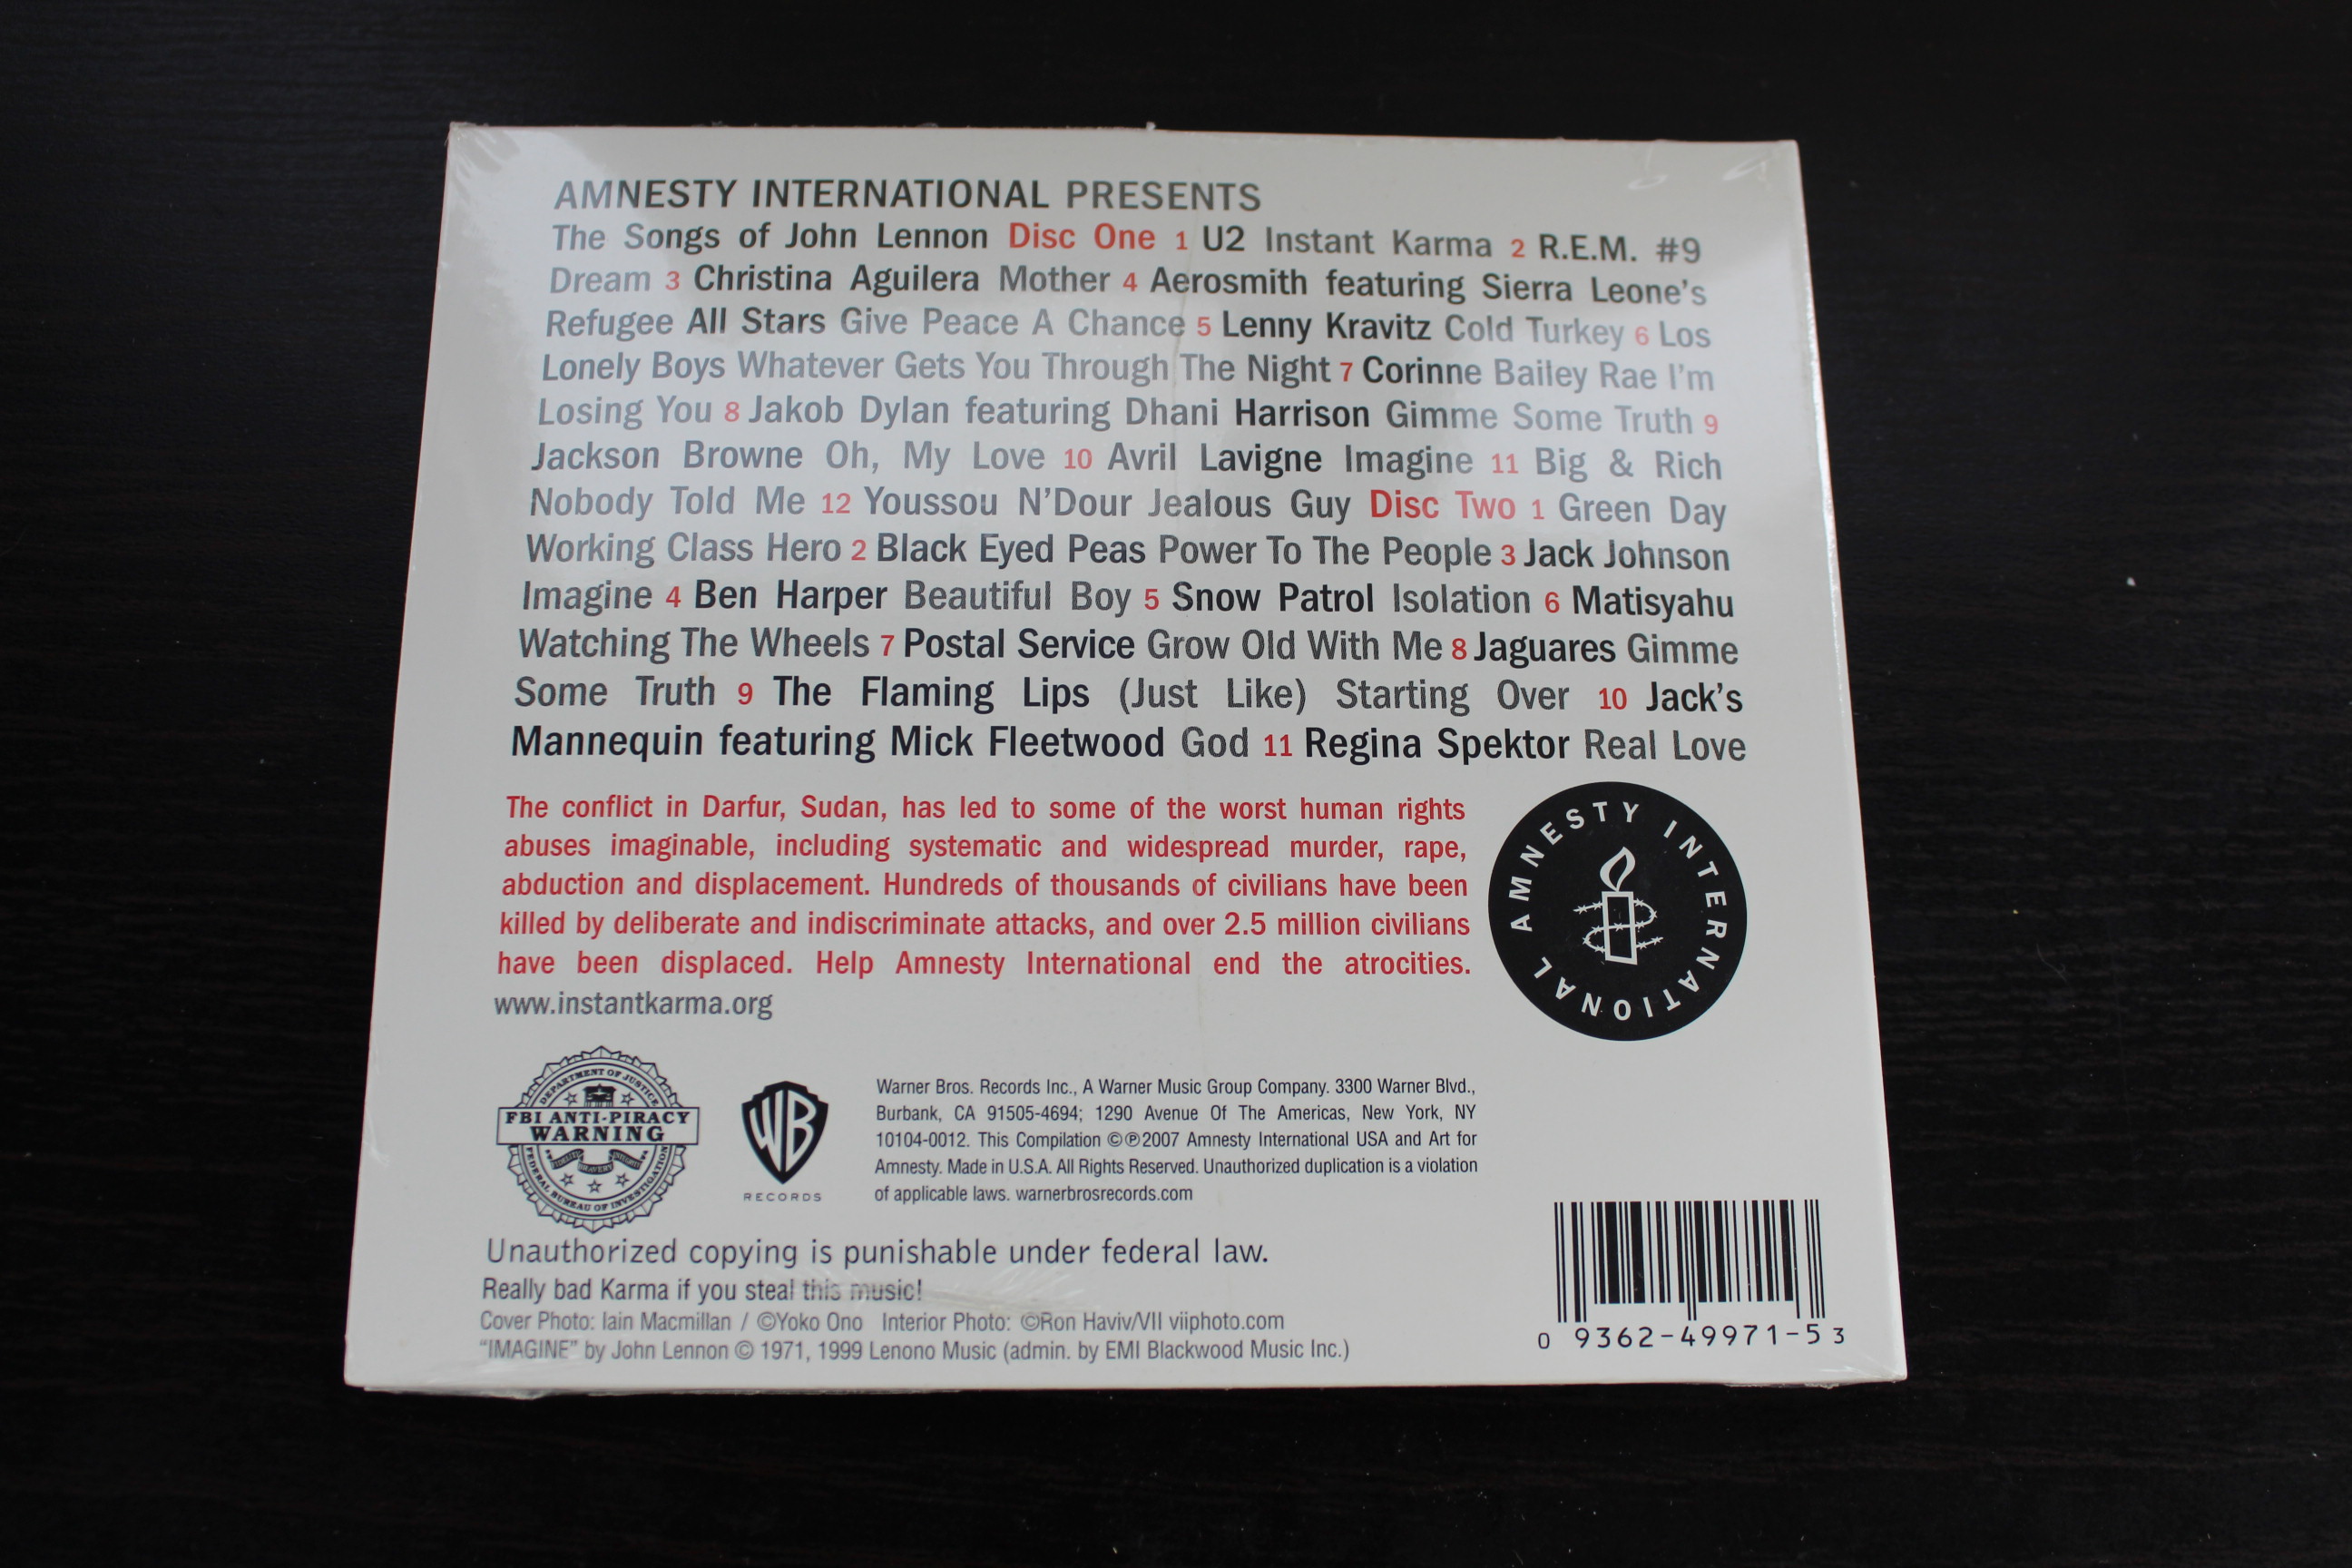 AMNESTY INTERNATIONAL PRESENTS
The Songs of John Lennon Disc One 1 U2 Instant Karma 2 R.E.M. #9
Dream 3 Christina Aguilera Mother 4 Aerosmith featuring Sierra Leone's
Refugee All Stars Give Peace A Chance 5 Lenny Kravitz Cold Turkey 6 Los
Lonely Boys Whatever Gets You Through The Night 7 Corinne Bailey Rae I'm
Losing You 8 Jakob Dylan featuring Dhani Harrison Gimme Some Truth 9
Jackson Browne Oh, My Love 10 Avril Lavigne Imagine 11 Big & Rich
Nobody Told Me 12 Youssou N'Dour Jealous Guy Disc Two 1 Green Day
Working Class Hero 2 Black Eyed Peas Power To The People 3 Jack Johnson
Imagine 4 Ben Harper Beautiful Boy 5 Snow Patrol Isolation 6 Matisyahu
Watching The Wheels 7 Postal Service Grow Old With Me 8 Jaguares Gimme
Some Truth 9 The Flaming Lips (Just Like) Starting Over 10 Jack's
Mannequin featuring Mick Fleetwood God 11 Regina Spektor Real Love
The conflict in Darfur, Sudan, has led to some of the worst human rights
abuses imaginable, including systematic and widespread murder, rape,
abduction and displacement. Hundreds of thousands of civilians have been
killed by deliberate and indiscriminate attacks, and over 2.5 million civilians
have been displaced. Help Amnesty International end the atrocities.
www.instantkarma.org
AMNESTY INTERNATIONAL
DEPARTMENT OF JUSTICE
FBI ANTI-PIRACY
WARNING
FIDELITY BRAVERY INTEGRITY
FEDERAL BUREAU OF INVESTIGATION
WB
RECORDS
Warner Bros. Records Inc., A Warner Music Group Company. 3300 Warner Blvd.,
Burbank, CA 91505-4694; 1290 Avenue Of The Americas, New York, NY
10104-0012. This Compilation ©℗2007 Amnesty International USA and Art for
Amnesty. Made in U.S.A. All Rights Reserved. Unauthorized duplication is a violation
of applicable laws. warnerbrosrecords.com
Unauthorized copying is punishable under federal law.
Really bad Karma if you steal this music!
Cover Photo: Iain Macmillan / ©Yoko Ono Interior Photo: ©Ron Haviv/VII viiphoto.com
"IMAGINE" by John Lennon © 1971, 1999 Lenono Music (admin. by EMI Blackwood Music Inc.)
0 9362-49971-5 3